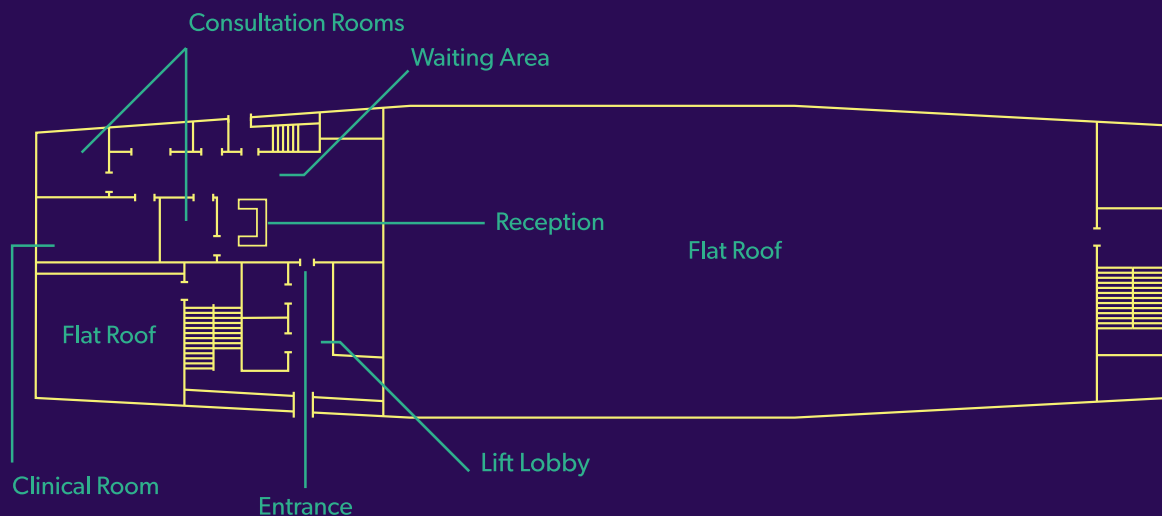 Consultation Rooms
Waiting Area
Reception
Flat Roof
Flat Roof
Lift Lobby
Clinical Room
Entrance